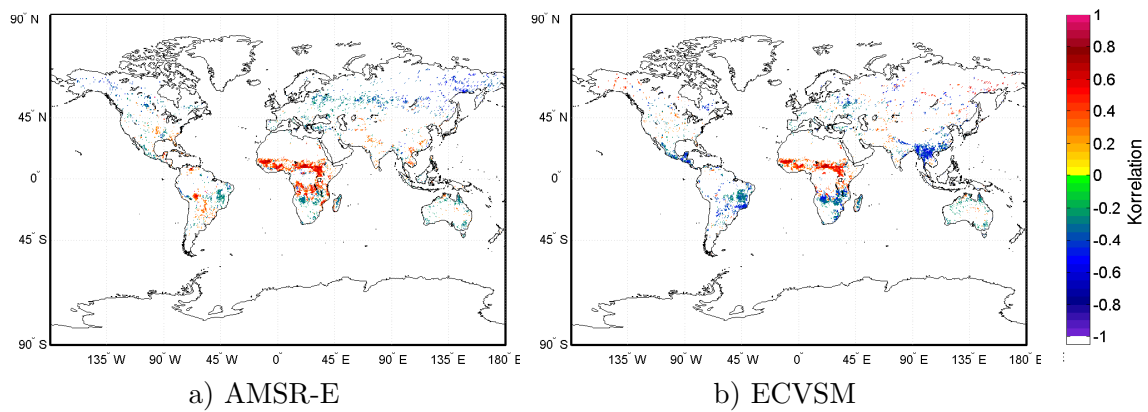 90° N
45° N
0°
45° S
90° S
135° W 90° W 45° W 0° 45° E 90° E 135° E 180° E
a) AMSR-E
90° N
45° N
0°
45° S
90° S
135° W 90° W 45° W 0° 45° E 90° E 135° E 180° E
b) ECVSM
1
0.8
0.6
0.4
0.2
0
-0.2
-0.4
-0.6
-0.8
-1
Korrelation